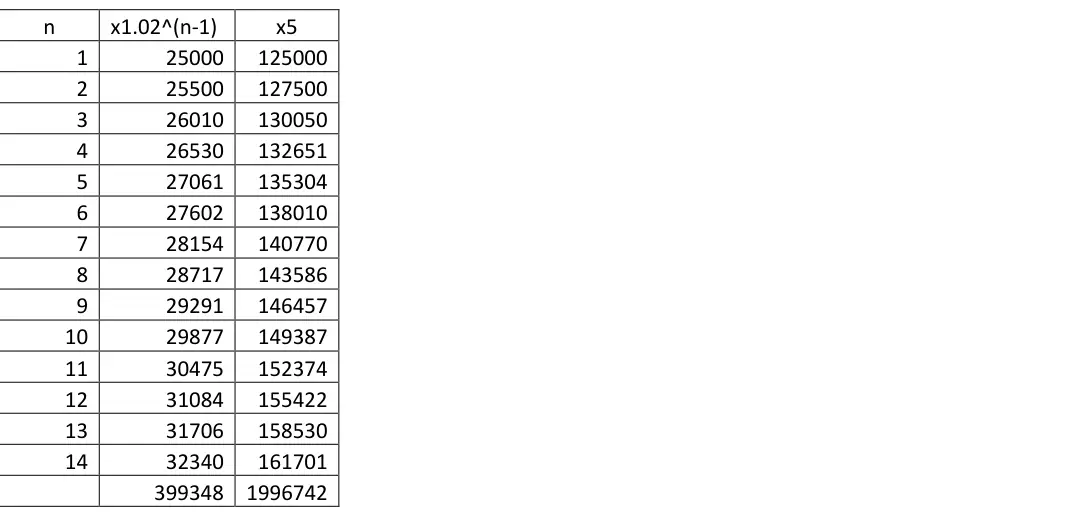 n x1.02^(n-1) x5
1 25000 125000
2 25500 127500
3 26010 130050
4 26530 132651
5 27061 135304
6 27602 138010
7 28154 140770
8 28717 143586
9 29291 146457
10 29877 149387
11 30475 152374
12 31084 155422
13 31706 158530
14 32340 161701
399348 1996742